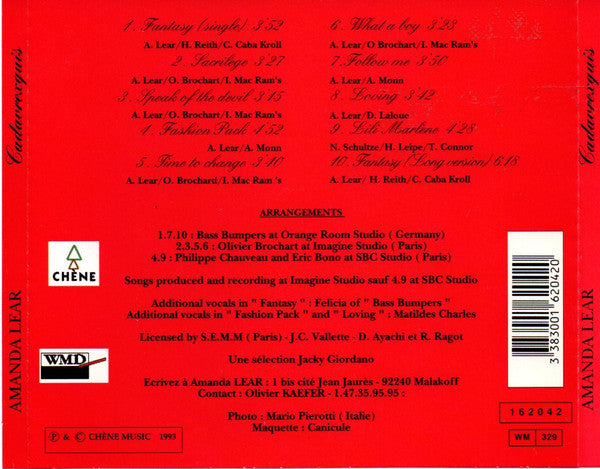 AMANDA LEAR
Cadavrexquis
1. Fantasy (single) 3'52
A. Lear/H. Reith/C. Caba Kroll
2. Sacrilege 3'27
A. Lear/O. Brochart/I. Mac Ram's
3. Speak of the devil 3'15
A. Lear/O. Brochart/I. Mac Ram's
4. Fashion Pack 4'52
A. Lear/A. Monn
5. Time to change 3'40
A. Lear/O. Brochard/I. Mac Ram's
6. What a boy 3'23
A. Lear/O Brochart/I. Mac Ram's
7. Follow me 3'50
A. Lear/A. Monn
8. Loving 3'42
A. Lear/D. Laloue
9. Lili Marlène 4'28
N. Schultze/H. Leipe/T. Connor
10. Fantasy (Long version) 6'18
A. Lear/ H. Reith/C. Caba Kroll
ARRANGEMENTS
1.7.10 : Bass Bumpers at Orange Room Studio ( Germany)
2.3.5.6 : Olivier Brochart at Imagine Studio ( Paris)
4.9 : Philippe Chauveau and Eric Bono at SBC Studio ( Paris)
Songs produced and recording at Imagine Studio sauf 4.9 at SBC Studio
Additional vocals in " Fantasy " : Felicia of " Bass Bumpers "
Additional vocals in " Fashion Pack " and " Loving " : Matildes Charles
Licensed by S.E.M.M ( Paris) - J.C. Vallette - D. Ayachi et R. Ragot
Une sélection Jacky Giordano
Ecrivez à Amanda LEAR : 1 bis cité Jean Jaurès - 92240 Malakoff
Contact : Olivier KAEFER - 1.47.35.95.95 :
Photo : Mario Pierotti ( Italie)
Maquette : Canicule
CHÊNE
WMD
Ⓟ & © CHÊNE MUSIC 1993
3 383001 620420
162042
WM 329
Cadavrexquis
AMANDA LEAR